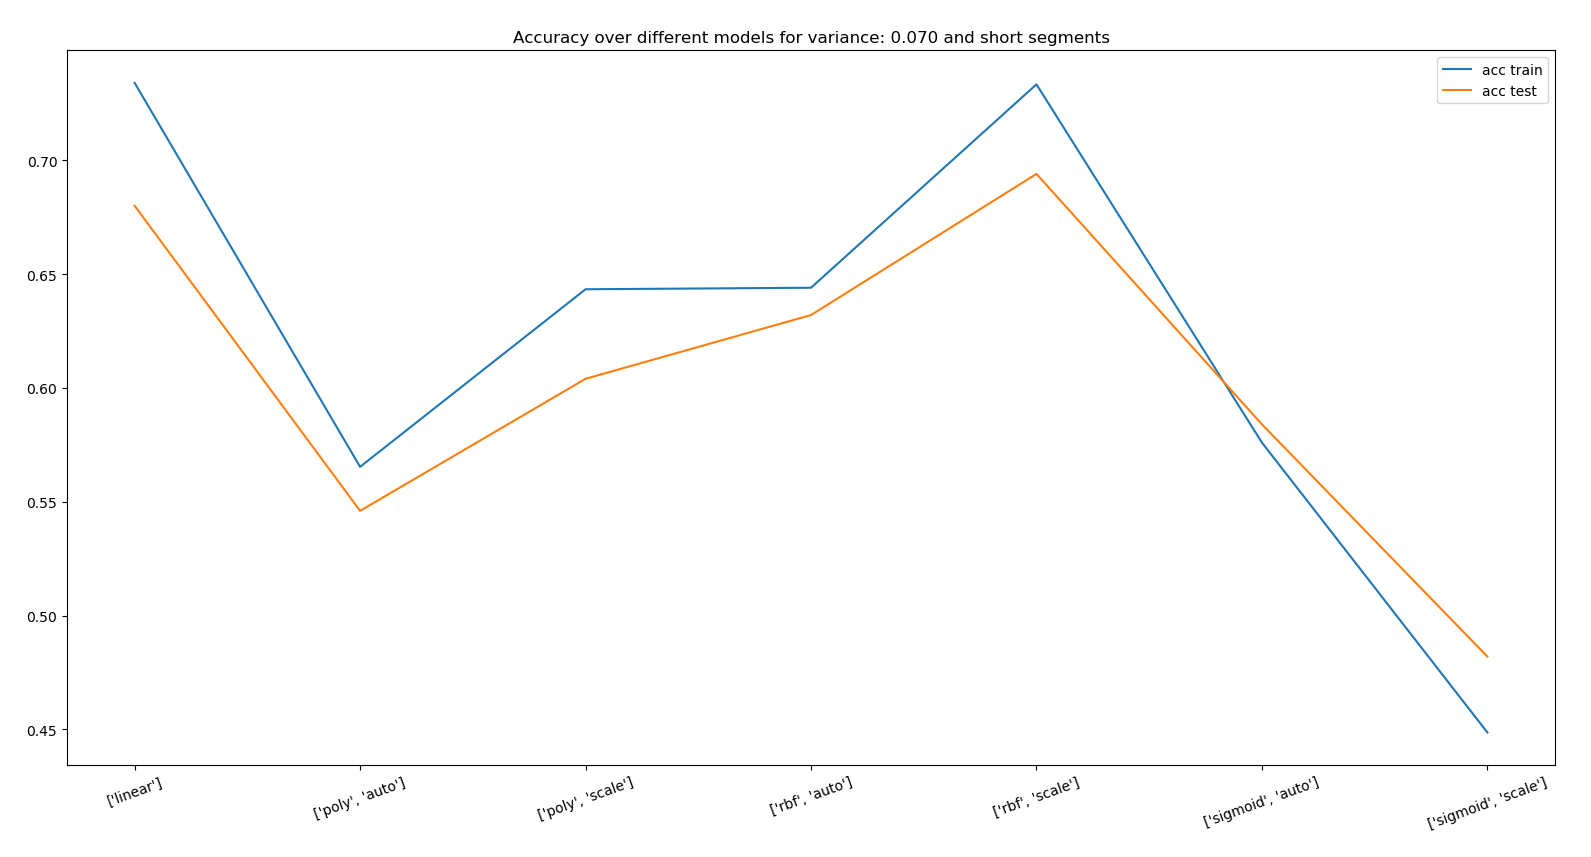 Accuracy over different models for variance: 0.070 and short segments
acc train
acc test
0.70
0.65
0.60
0.55
0.50
0.45
['linear']
['poly', 'auto']
['poly', 'scale']
['rbf', 'auto']
['rbf', 'scale']
['sigmoid', 'auto']
['sigmoid', 'scale']